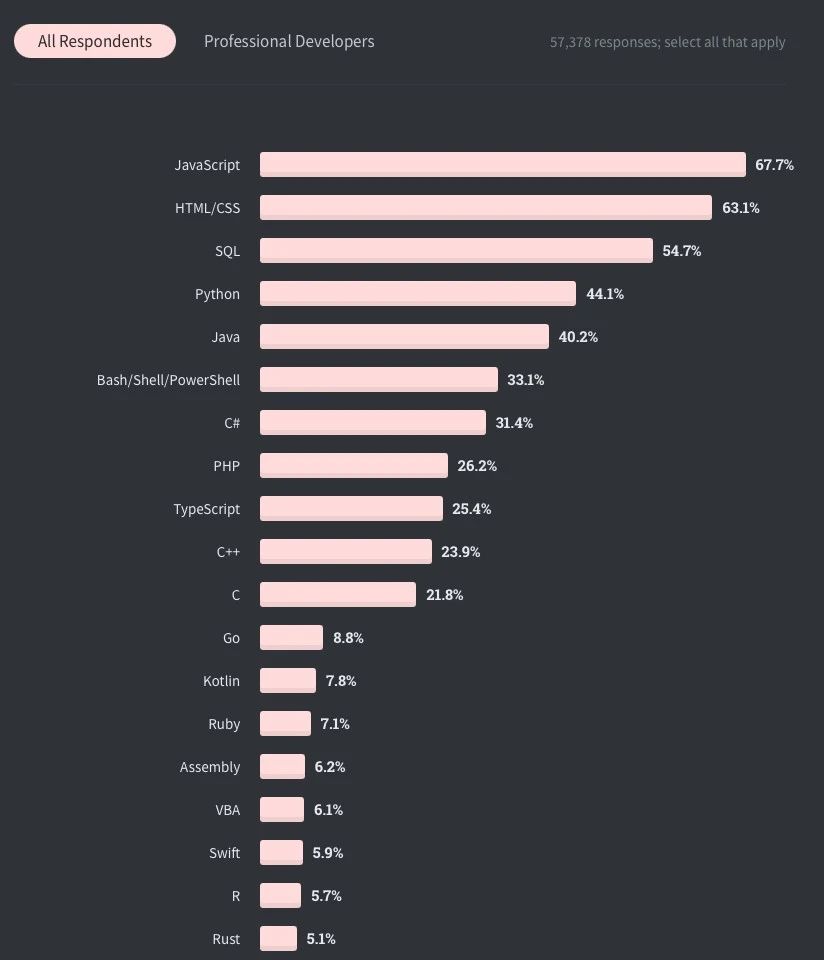 All Respondents Professional Developers 57,378 responses; select all that apply
JavaScript 67.7%
HTML/CSS 63.1%
SQL 54.7%
Python 44.1%
Java 40.2%
Bash/Shell/PowerShell 33.1%
C# 31.4%
PHP 26.2%
TypeScript 25.4%
C++ 23.9%
C 21.8%
Go 8.8%
Kotlin 7.8%
Ruby 7.1%
Assembly 6.2%
VBA 6.1%
Swift 5.9%
R 5.7%
Rust 5.1%